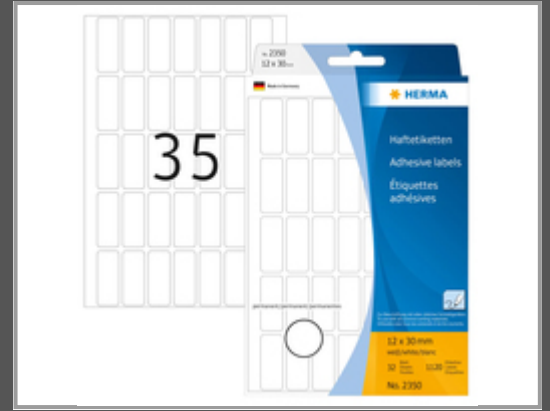 No. 2350
12 x 30 mm
Made in Germany
HERMA
35
Haftetiketten
Adhesive labels
Étiquettes
adhésives
12 x 30 mm
weiß/white/blanc
32
1120
No. 2350